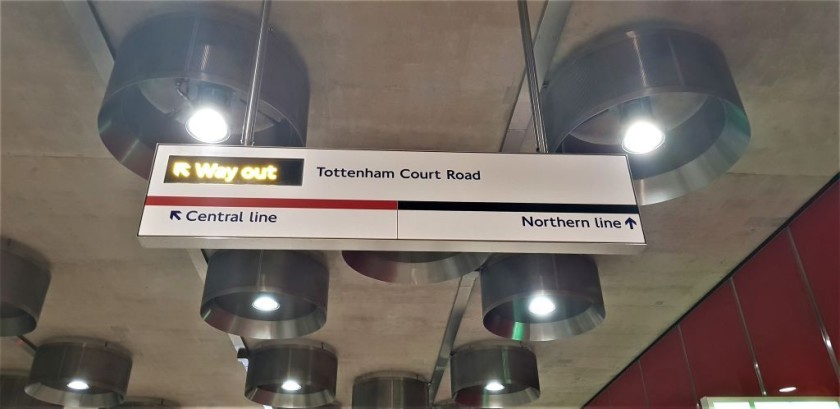 ↖ Way out Tottenham Court Road
↖ Central line
Northern line ↑